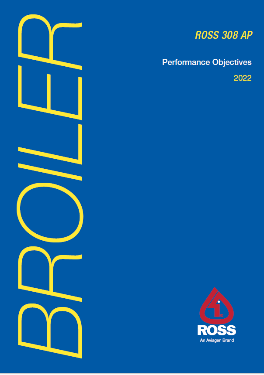 BROILER
ROSS 308 AP
Performance Objectives
2022
ROSS
An Aviagen Brand